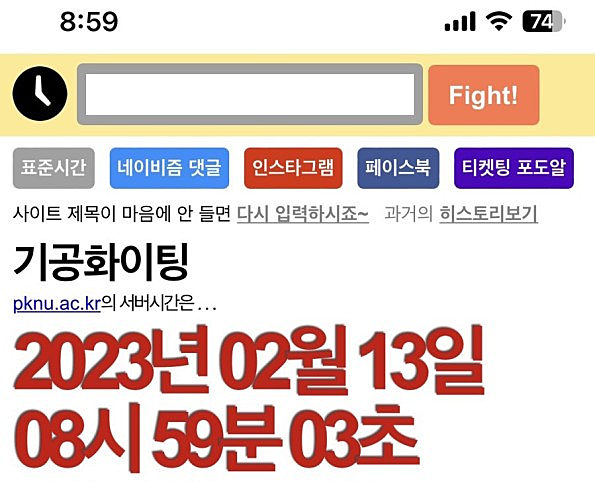 8:59 74
Fight!
표준시간 네이비즘 댓글 인스타그램 페이스북 티켓팅 포도알
사이트 제목이 마음에 안 들면 다시 입력하시죠~ 과거의 히스토리보기
기공화이팅
pknu.ac.kr의 서버시간은 . . .
2023년 02월 13일
08시 59분 03초